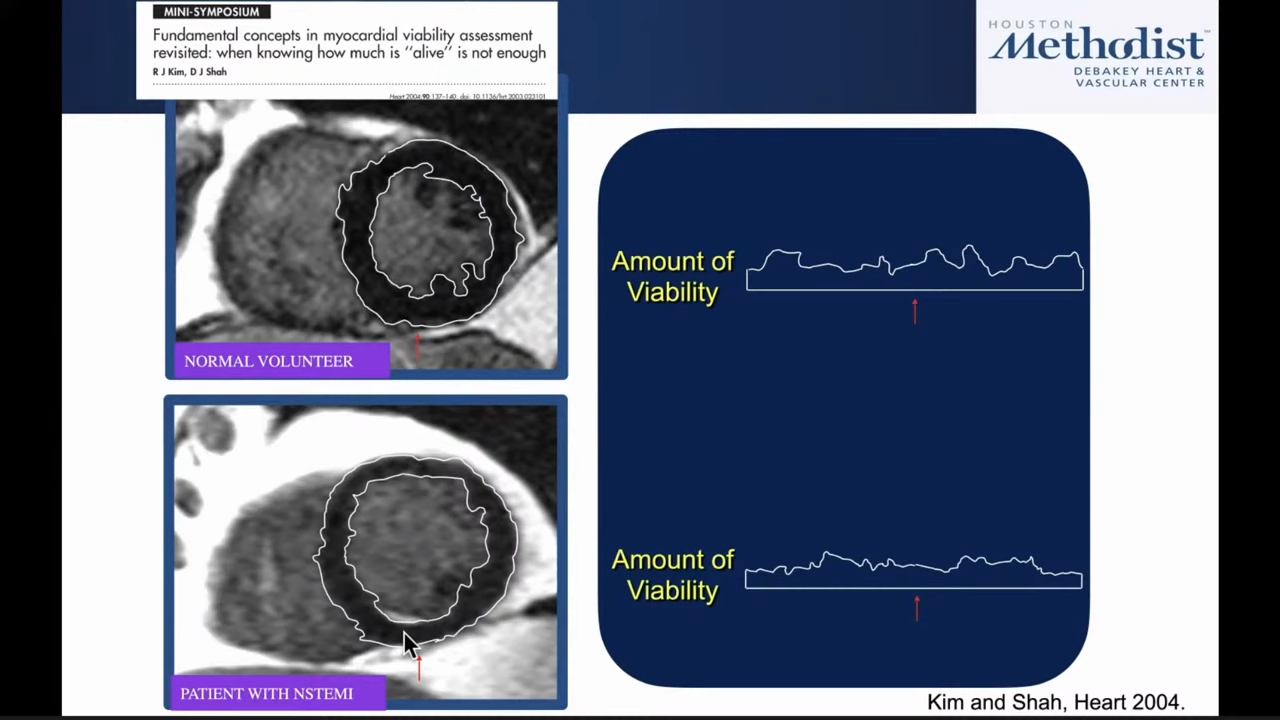 MINI-SYMPOSIUM
Fundamental concepts in myocardial viability assessment
revisited: when knowing how much is ‘‘alive’’ is not enough
R J Kim, D J Shah
Heart 2004;90:137–140. doi: 10.1136/hrt.2003.023101
HOUSTON
Methodist
DEBAKEY HEART &
VASCULAR CENTER
NORMAL VOLUNTEER
Amount of
Viability
PATIENT WITH NSTEMI
Amount of
Viability
Kim and Shah, Heart 2004.